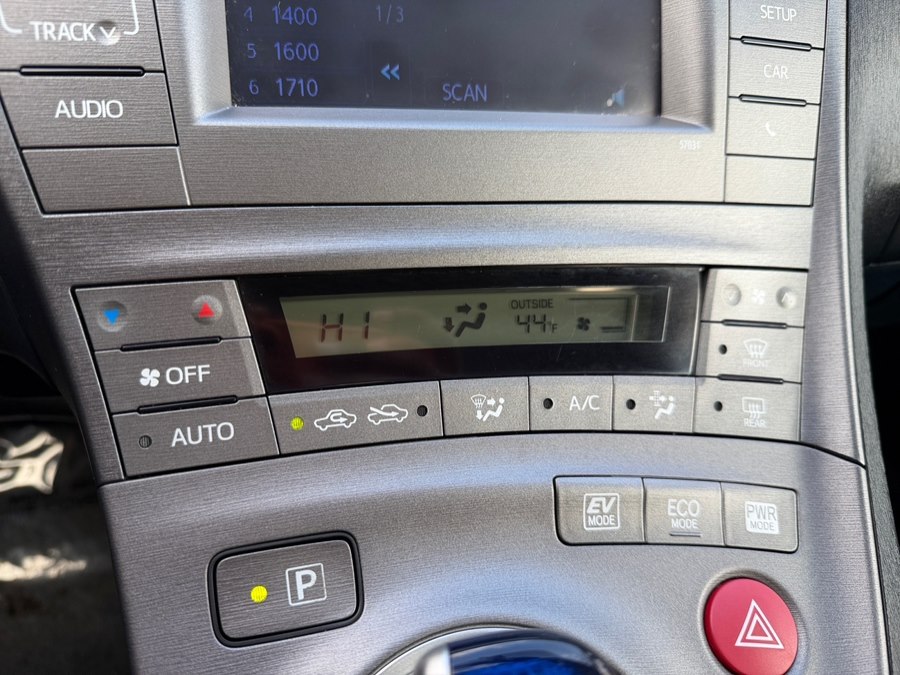 4 1400 1/3
5 1600
6 1710
SCAN
SETUP
CAR
TRACK
AUDIO
57031
HI
OUTSIDE
44°F
OFF
AUTO
A/C
FRONT
REAR
EV MODE
ECO MODE
PWR MODE
P